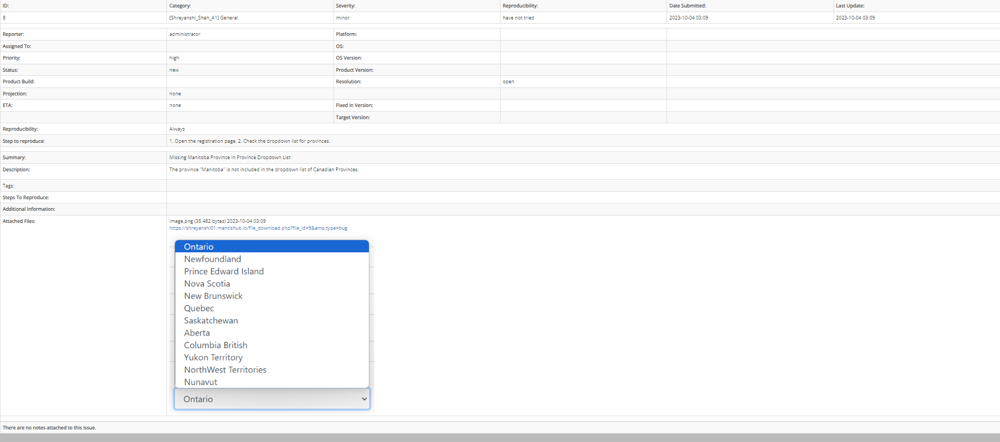 ID: Category: Severity: Reproducibility: Date Submitted: Last Update:
8 [Shreyanshi_Shah_A1] General minor have not tried 2023-10-04 03:09 2023-10-04 03:09
Reporter: administrator Platform:
Assigned To: OS:
Priority: high OS Version:
Status: new Product Version:
Product Build: Resolution: open
Projection: none
ETA: none Fixed in Version:
Target Version:
Reproducibility: Always
Step to reproduce: 1. Open the registration page. 2. Check the dropdown list for provinces.
Summary: Missing Manitoba Province in Province Dropdown List
Description: The province "Manitoba" is not included in the dropdown list of Canadian Provinces.
Tags:
Steps To Reproduce:
Additional Information:
Attached Files: image.png (35,482 bytes) 2023-10-04 03:09
https://shreyanshi01.mantishub.io/file_download.php?file_id=9&amp;type=bug
Ontario
Newfoundland
Prince Edward Island
Nova Scotia
New Brunswick
Quebec
Saskatchewan
Aberta
Columbia British
Yukon Territory
NorthWest Territories
Nunavut
Ontario
There are no notes attached to this issue.